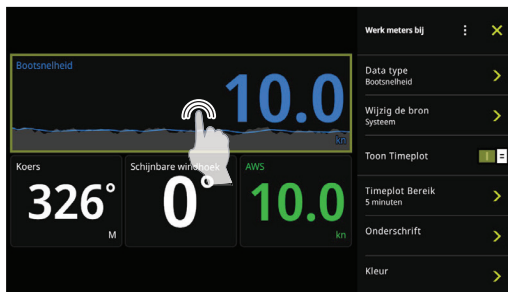 Werk meters bij
Bootsnelheid
10.0
kn
Koers
326°
M
Schijnbare windhoek
0°
AWS
10.0
kn
Data type
Bootsnelheid
Wijzig de bron
Systeem
Toon Timeplot
Timeplot Bereik
5 minuten
Onderschrift
Kleur